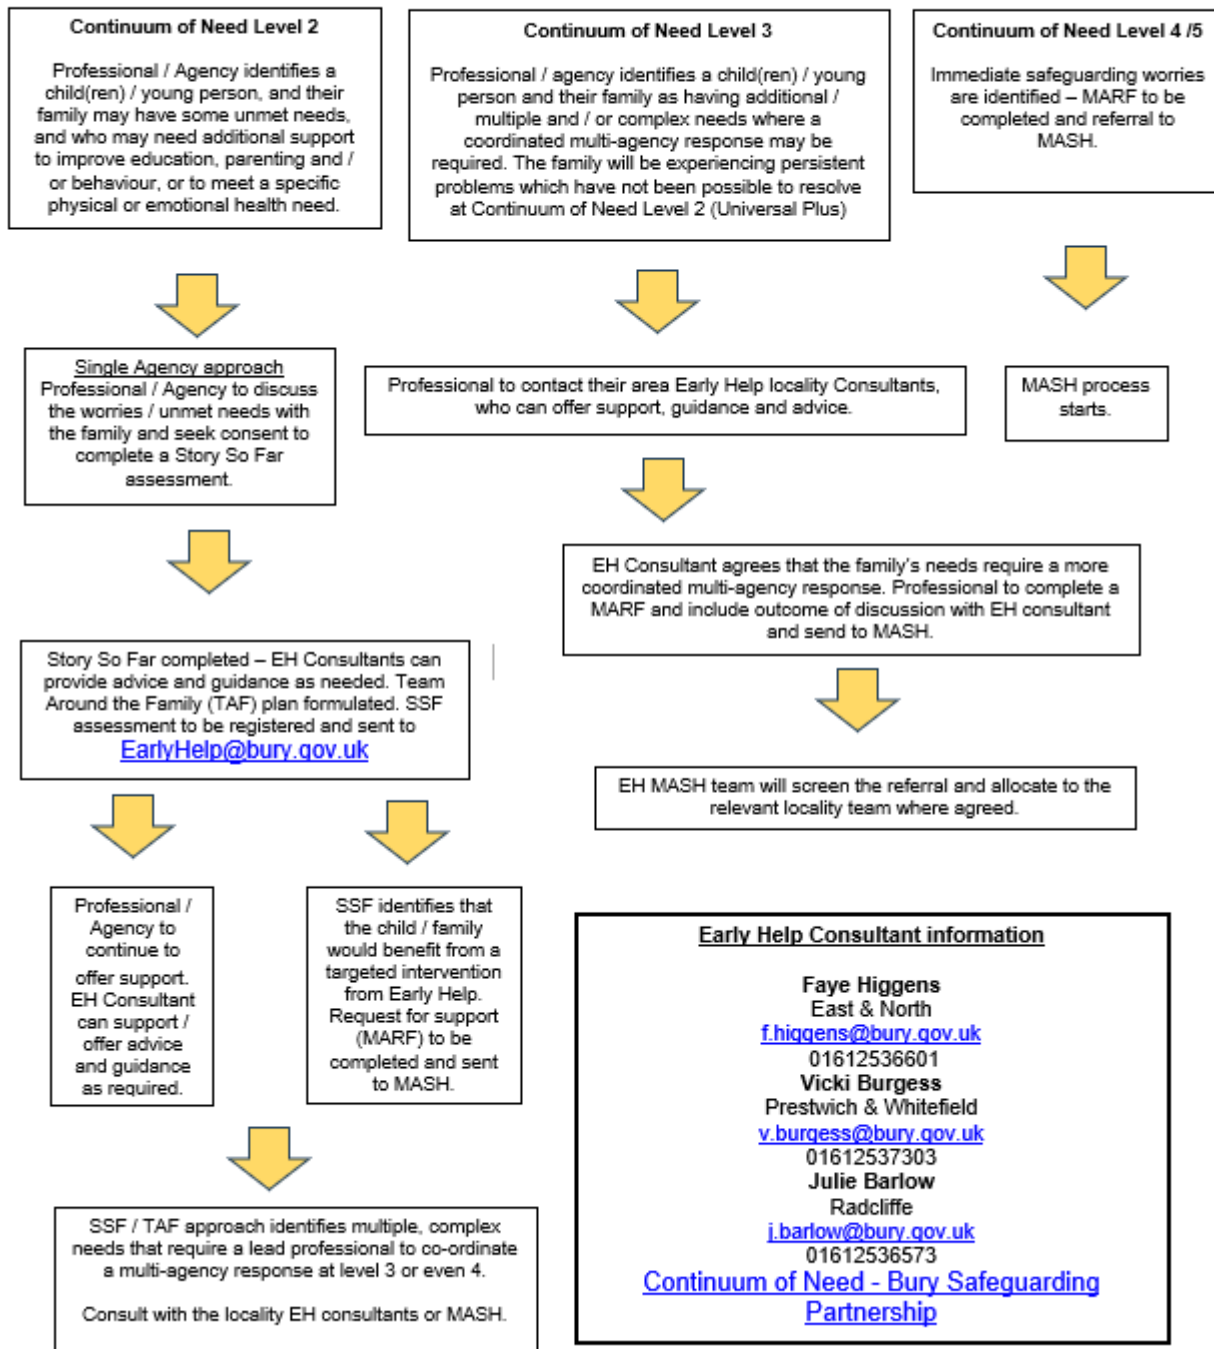 Continuum of Need Level 2
Professional / Agency identifies a
child(ren) / young person, and their
family may have some unmet needs,
and who may need additional support
to improve education, parenting and /
or behaviour, or to meet a specific
physical or emotional health need.
Continuum of Need Level 3
Professional / agency identifies a child(ren) / young
person and their family as having additional /
multiple and / or complex needs where a
coordinated multi-agency response may be
required. The family will be experiencing persistent
problems which have not been possible to resolve
at Continuum of Need Level 2 (Universal Plus)
Continuum of Need Level 4 /5
Immediate safeguarding worries
are identified – MARF to be
completed and referral to
MASH.
Single Agency approach
Professional / Agency to discuss
the worries / unmet needs with
the family and seek consent to
complete a Story So Far
assessment.
Professional to contact their area Early Help locality Consultants,
who can offer support, guidance and advice.
MASH process
starts.
EH Consultant agrees that the family's needs require a more
coordinated multi-agency response. Professional to complete a
MARF and include outcome of discussion with EH consultant
and send to MASH.
Story So Far completed – EH Consultants can
provide advice and guidance as needed. Team
Around the Family (TAF) plan formulated. SSF
assessment to be registered and sent to
EarlyHelp@bury.gov.uk
EH MASH team will screen the referral and allocate to the
relevant locality team where agreed.
Professional /
Agency to
continue to
offer support.
EH Consultant
can support /
offer advice
and guidance
as required.
SSF identifies that
the child / family
would benefit from a
targeted intervention
from Early Help.
Request for support
(MARF) to be
completed and sent
to MASH.
SSF / TAF approach identifies multiple, complex
needs that require a lead professional to co-ordinate
a multi-agency response at level 3 or even 4.
Consult with the locality EH consultants or MASH.
Early Help Consultant information
Faye Higgens
East & North
f.higgens@bury.gov.uk
01612536601
Vicki Burgess
Prestwich & Whitefield
v.burgess@bury.gov.uk
01612537303
Julie Barlow
Radcliffe
j.barlow@bury.gov.uk
01612536573
Continuum of Need - Bury Safeguarding
Partnership